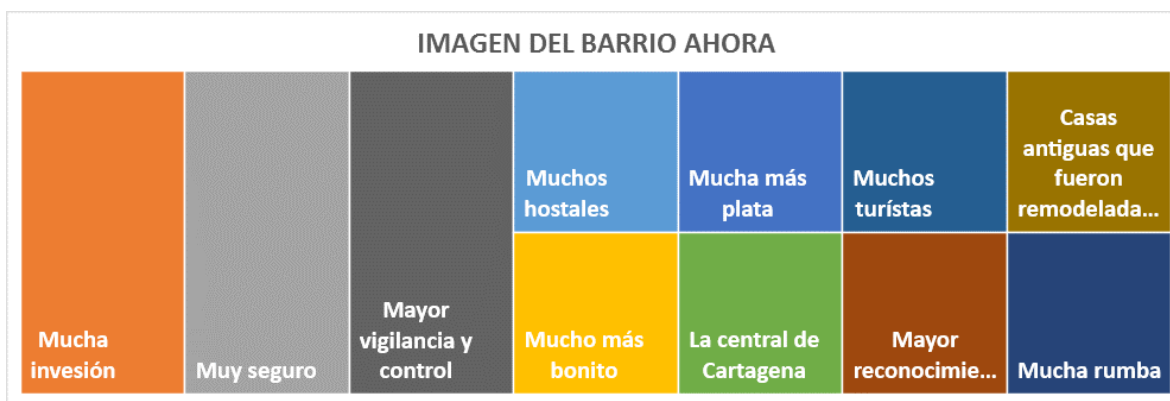 IMAGEN DEL BARRIO AHORA
Mucha
invesión
Muy seguro
Mayor
vigilancia y
control
Muchos
hostales
Mucho más
bonito
Mucha más
plata
La central de
Cartagena
Muchos
turístas
Mayor
reconocimie...
Casas
antiguas que
fueron
remodelada...
Mucha rumba